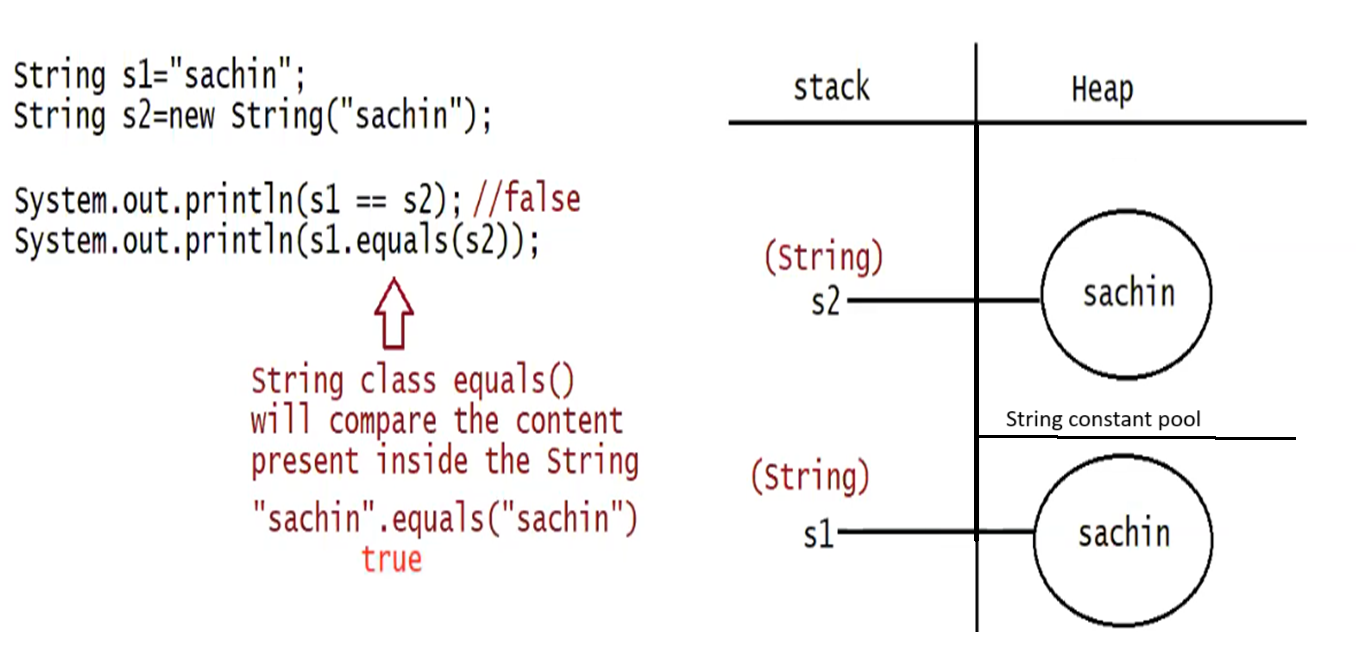 String s1="sachin";
String s2=new String("sachin");
System.out.println(s1 == s2); //false
System.out.println(s1.equals(s2));
String class equals()
will compare the content
present inside the String
"sachin".equals("sachin")
true
stack
Heap
(String)
s2
sachin
String constant pool
(String)
s1
sachin